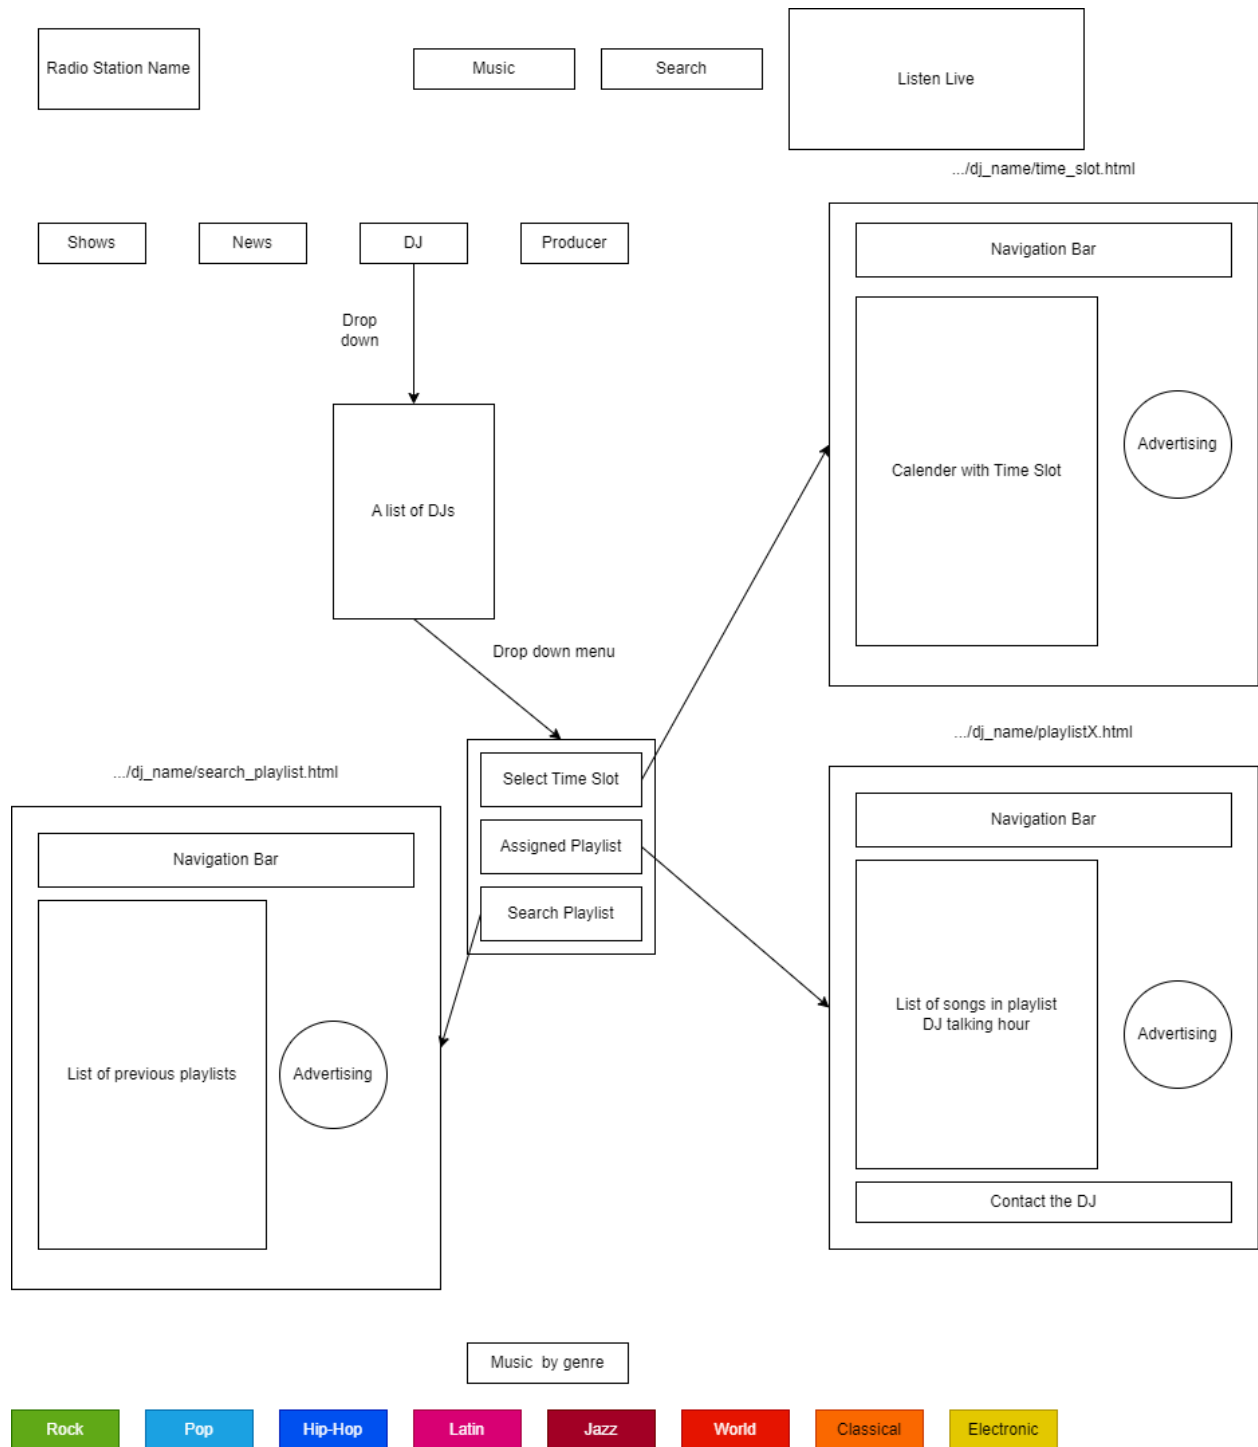 Radio Station Name
Music
Search
Listen Live
.../dj_name/time_slot.html
Shows
News
DJ
Producer
Navigation Bar
Drop
down
Calender with Time Slot
Advertising
A list of DJs
Drop down menu
.../dj_name/playlistX.html
.../dj_name/search_playlist.html
Select Time Slot
Assigned Playlist
Search Playlist
Navigation Bar
Navigation Bar
List of songs in playlist
DJ talking hour
Advertising
List of previous playlists
Advertising
Contact the DJ
Music by genre
Rock
Pop
Hip-Hop
Latin
Jazz
World
Classical
Electronic